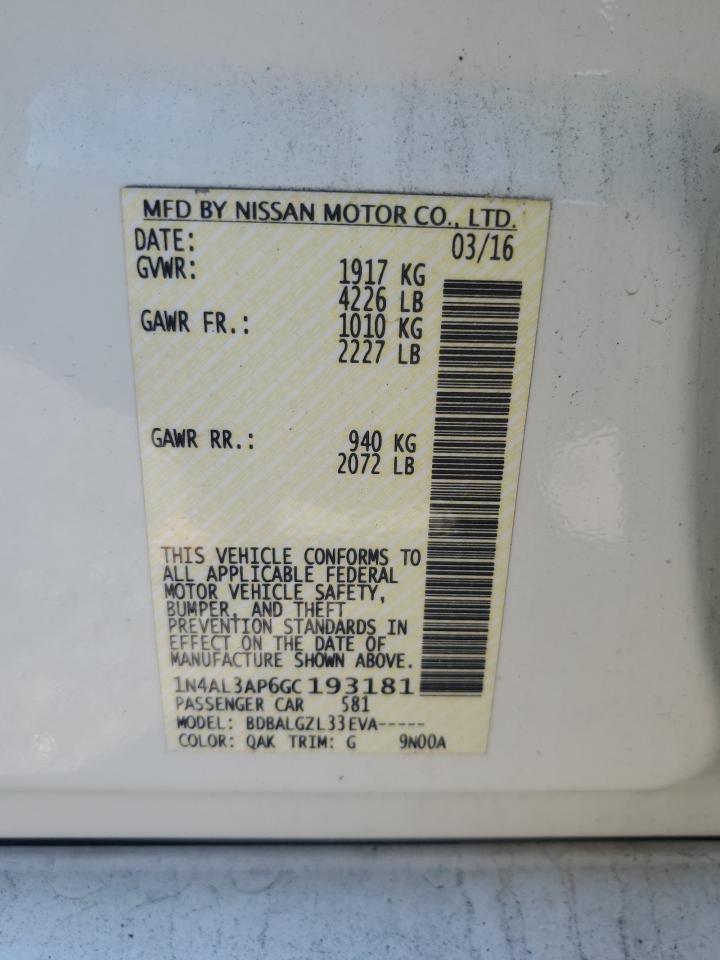 MFD BY NISSAN MOTOR CO., LTD.
DATE: 03/16
GVWR: 1917 KG
4226 LB
GAWR FR.: 1010 KG
2227 LB
GAWR RR.: 940 KG
2072 LB
THIS VEHICLE CONFORMS TO
ALL APPLICABLE FEDERAL
MOTOR VEHICLE SAFETY,
BUMPER, AND THEFT
PREVENTION STANDARDS IN
EFFECT ON THE DATE OF
MANUFACTURE SHOWN ABOVE.
1N4AL3AP6GC193181
PASSENGER CAR 581
MODEL: BDBALGZL33EVA-----
COLOR: QAK TRIM: G 9N00A